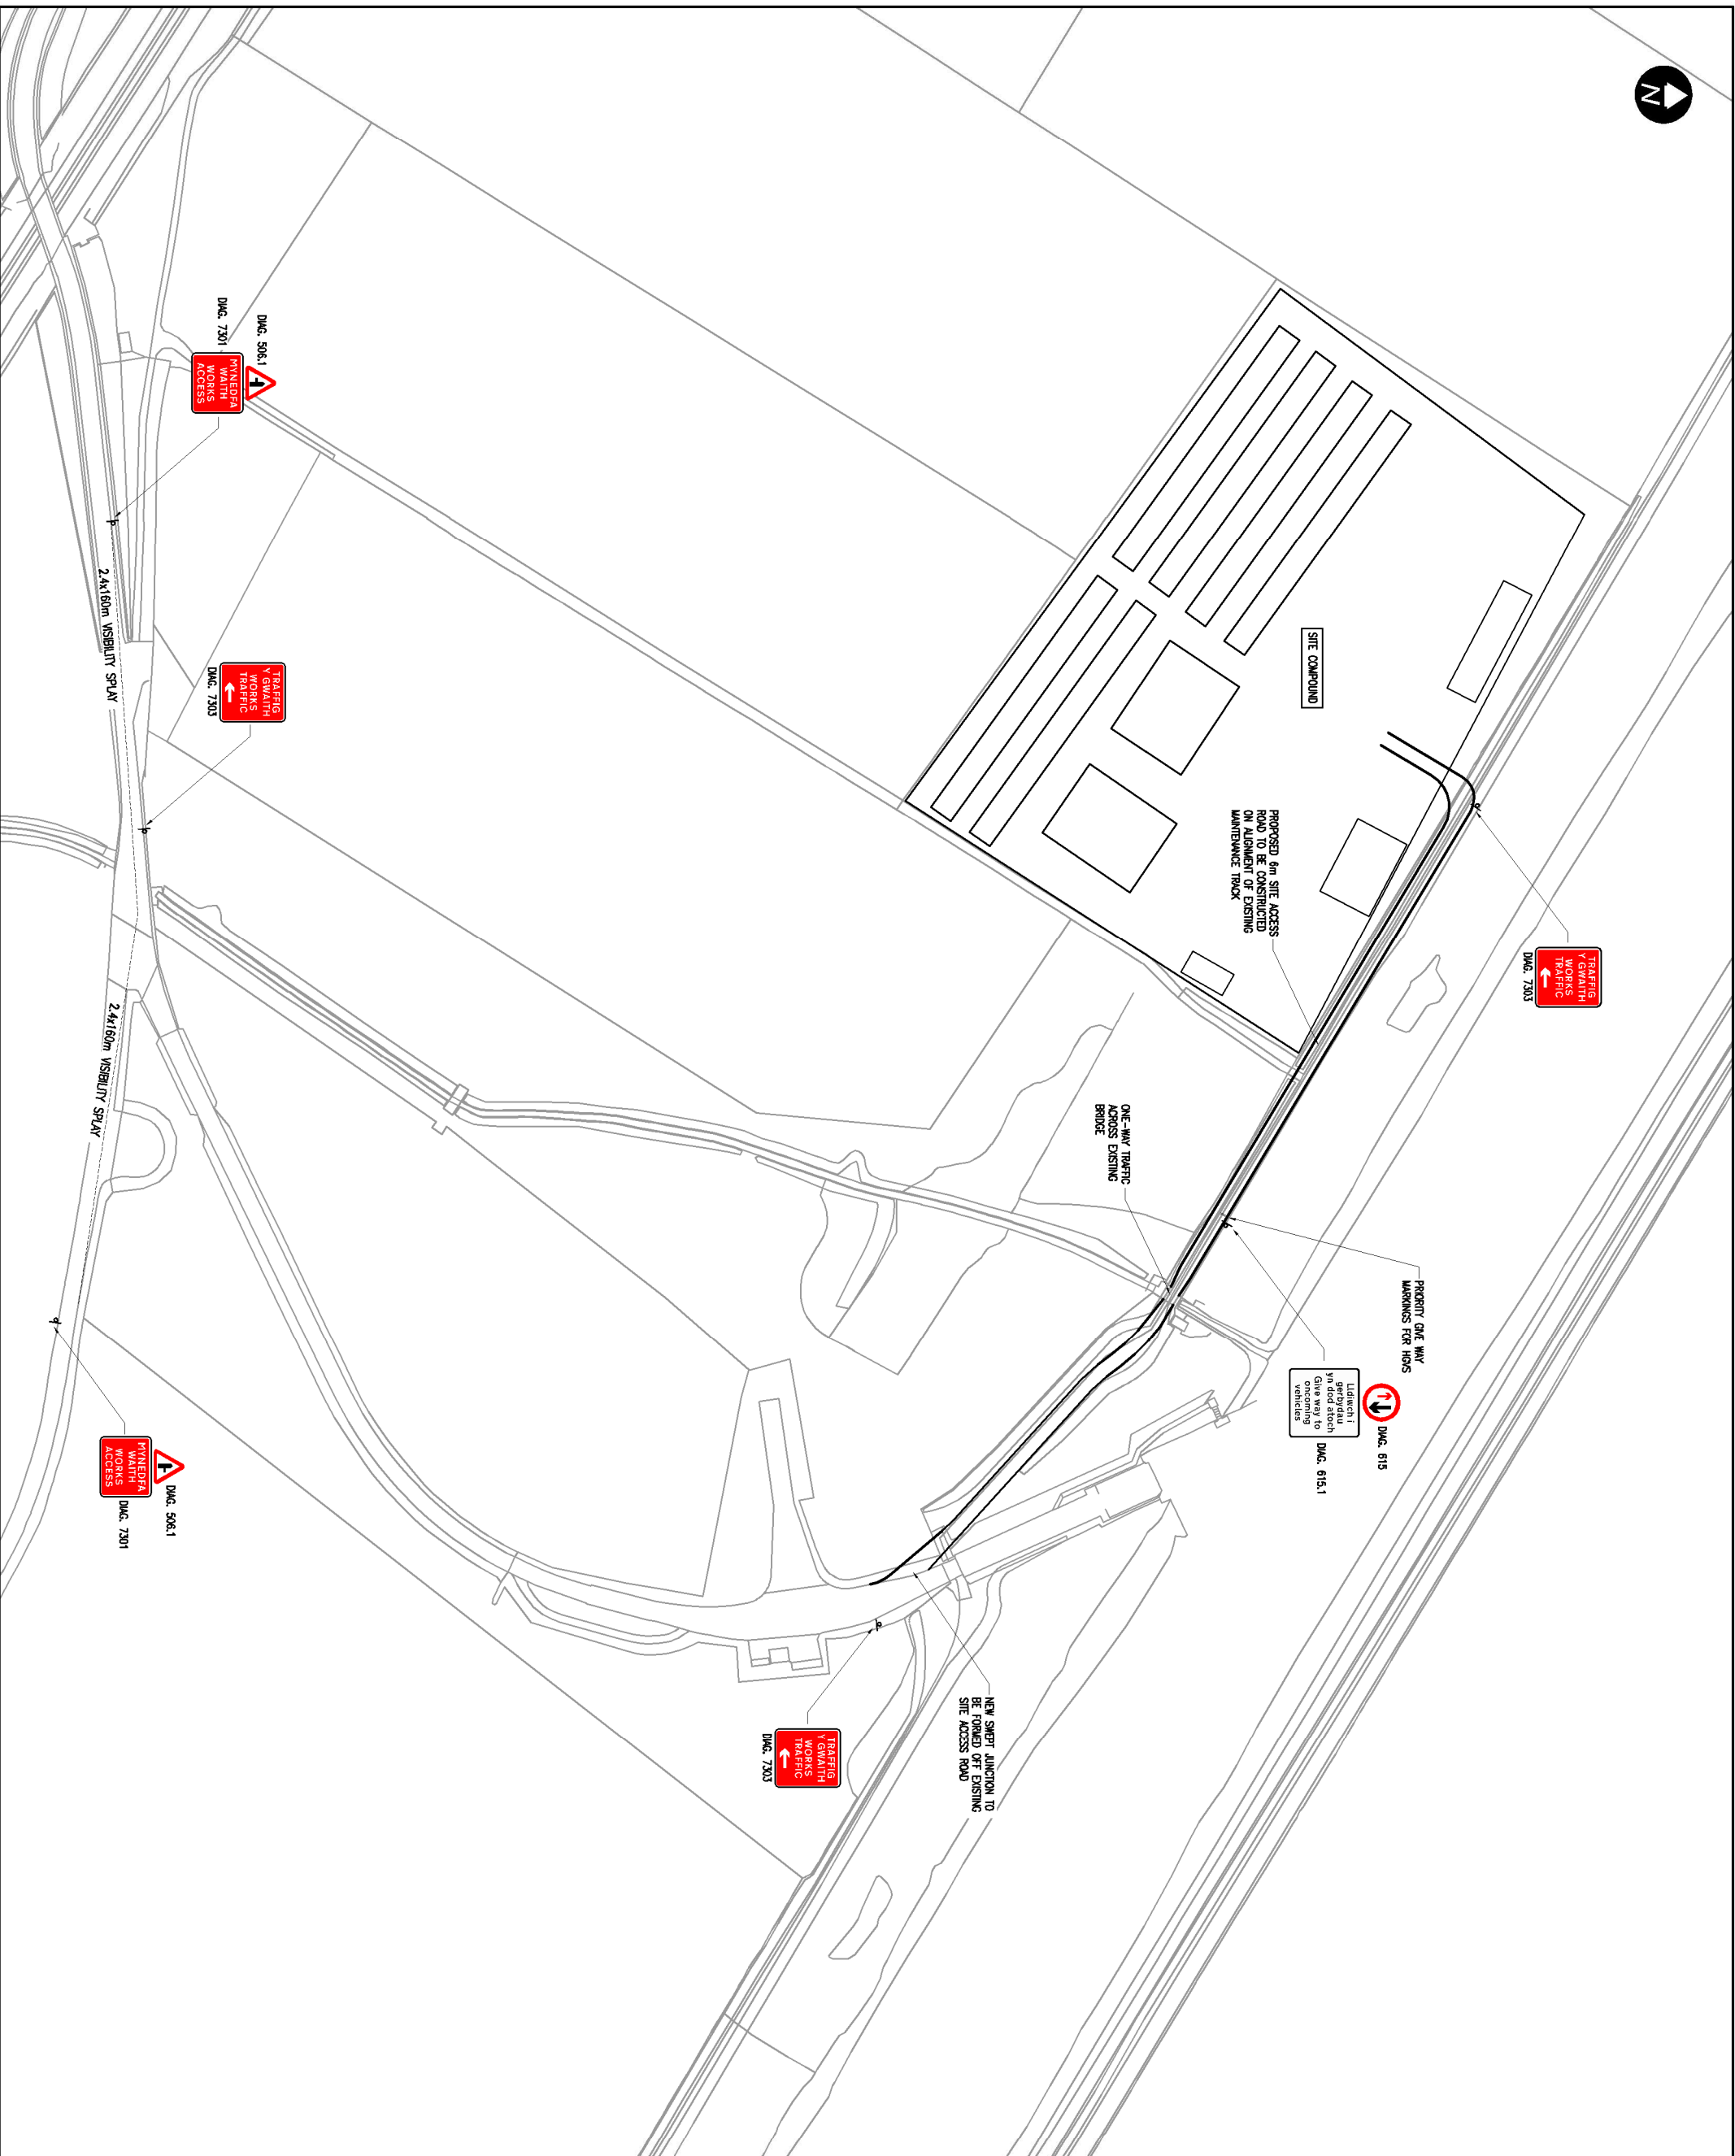 N
TRAFFIG
Y GWAITH
WORKS
TRAFFIC
DIAG. 7303
PRIORITY GIVE WAY
MARKINGS FOR HGVS
DIAG. 615
Lldiwch i
gerbydau
yn dod atoch
Give way to
oncoming
vehicles
DIAG. 615.1
SITE COMPOUND
PROPOSED 6m SITE ACCESS
ROAD TO BE CONSTRUCTED
ON ALIGNMENT OF EXISTING
MAINTENANCE TRACK
ONE-WAY TRAFFIC
ACROSS EXISTING
BRIDGE
NEW SWEPT JUNCTION TO
BE FORMED OFF EXISTING
SITE ACCESS ROAD
TRAFFIG
Y GWAITH
WORKS
TRAFFIC
DIAG. 7303
TRAFFIG
Y GWAITH
WORKS
TRAFFIC
DIAG. 7303
DIAG. 506.1
MYNEDFA
WAITH
WORKS
ACCESS
DIAG. 7301
DIAG. 506.1
MYNEDFA
WAITH
WORKS
ACCESS
DIAG. 7301
2.4x160m VISIBILITY SPLAY
2.4x160m VISIBILITY SPLAY